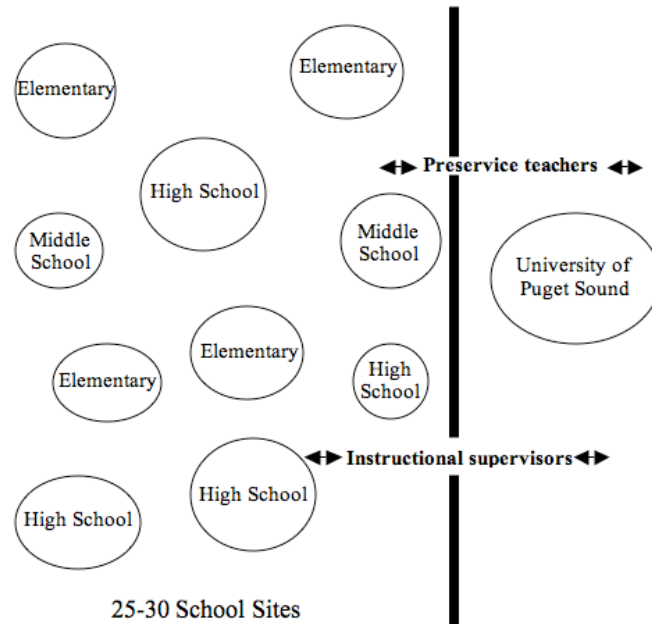 Elementary
Elementary
Preservice teachers
High School
Middle
School
Middle
School
University of
Puget Sound
Elementary
Elementary
High
School
Instructional supervisors
High School
High School
25-30 School Sites